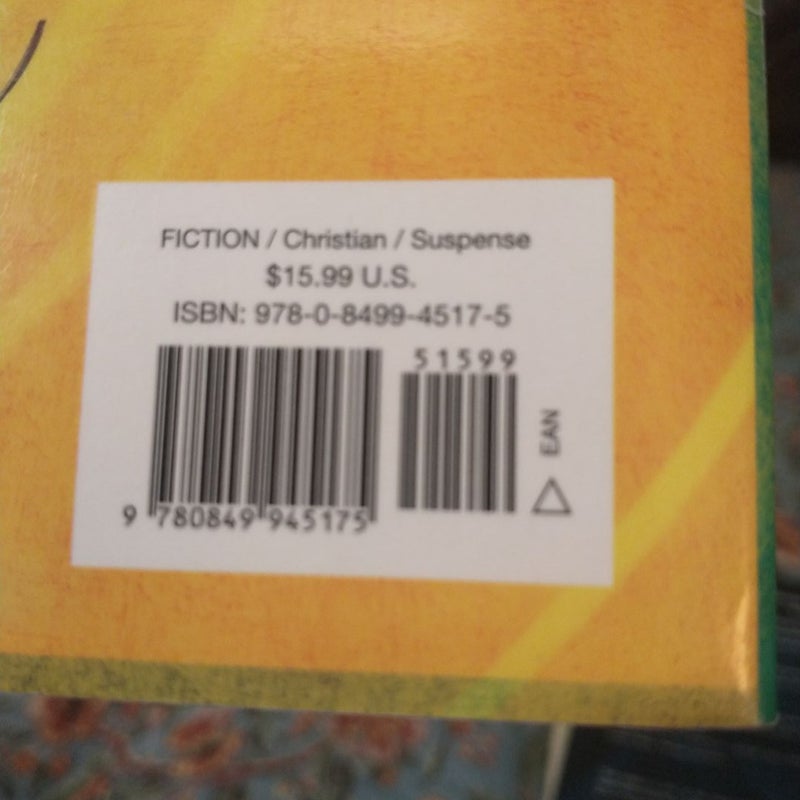 FICTION / Christian / Suspense
$15.99 U.S.
ISBN: 978-0-8499-4517-5
51599
EAN
9 780849 945175